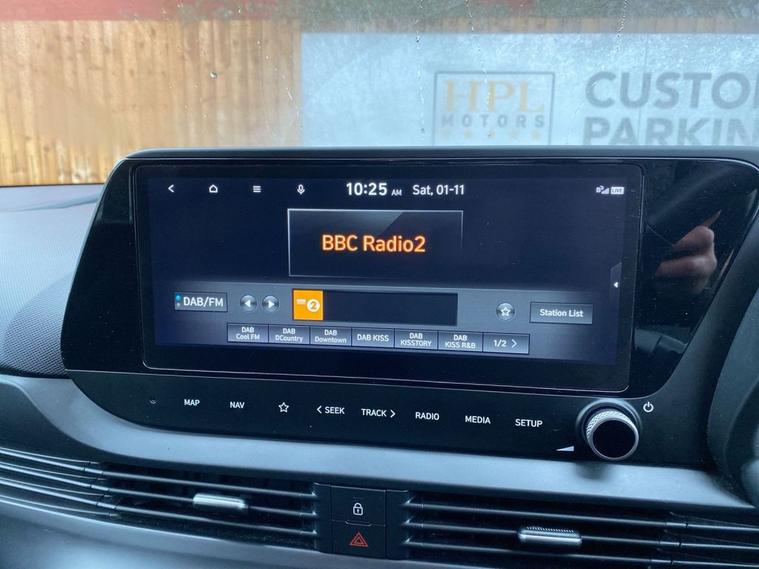 HPL
MOTORS
CUSTO
PARKIN
10:25 AM Sat, 01-11
LIVE
BBC Radio2
DAB/FM
2
Station List
DAB
Cool FM
DAB
DCountry
DAB
Downtown
DAB KISS
DAB
KISSTORY
DAB
KISS R&B
1/2 >
MAP
NAV
< SEEK
TRACK >
RADIO
MEDIA
SETUP